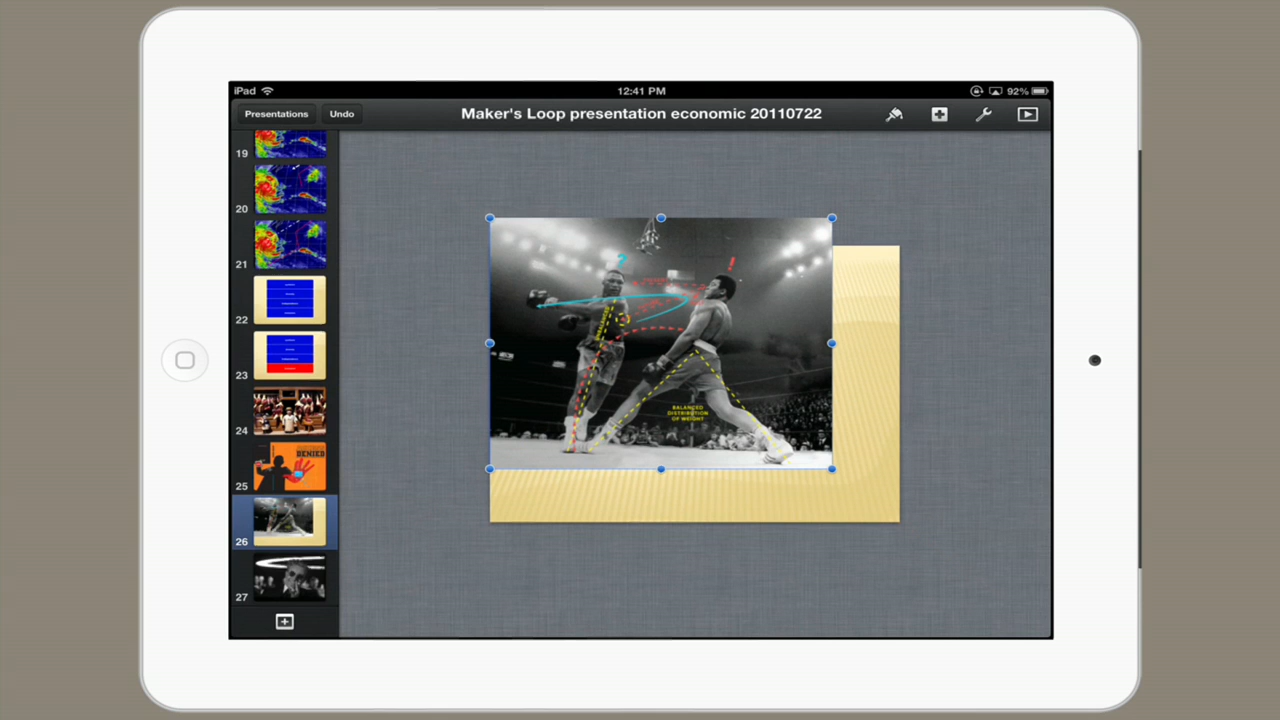 iPad
12:41 PM
92%
Presentations
Undo
Maker's Loop presentation economic 20110722
19
20
21
22
23
24
25
DENIED
26
27
?
!
BALANCED
DISTRIBUTION
OF WEIGHT